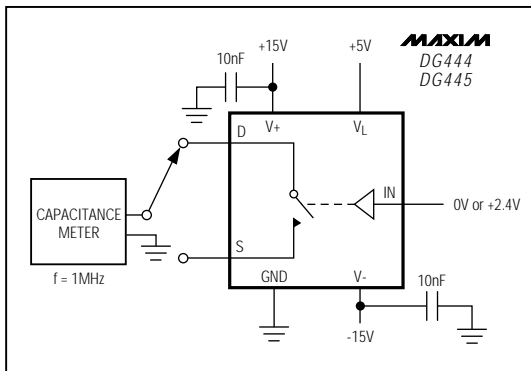 +15V
+5V
MAXIM
DG444
DG445
10nF
D
V+
VL
IN
0V or +2.4V
CAPACITANCE
METER
S
f = 1MHz
GND
V-
10nF
-15V